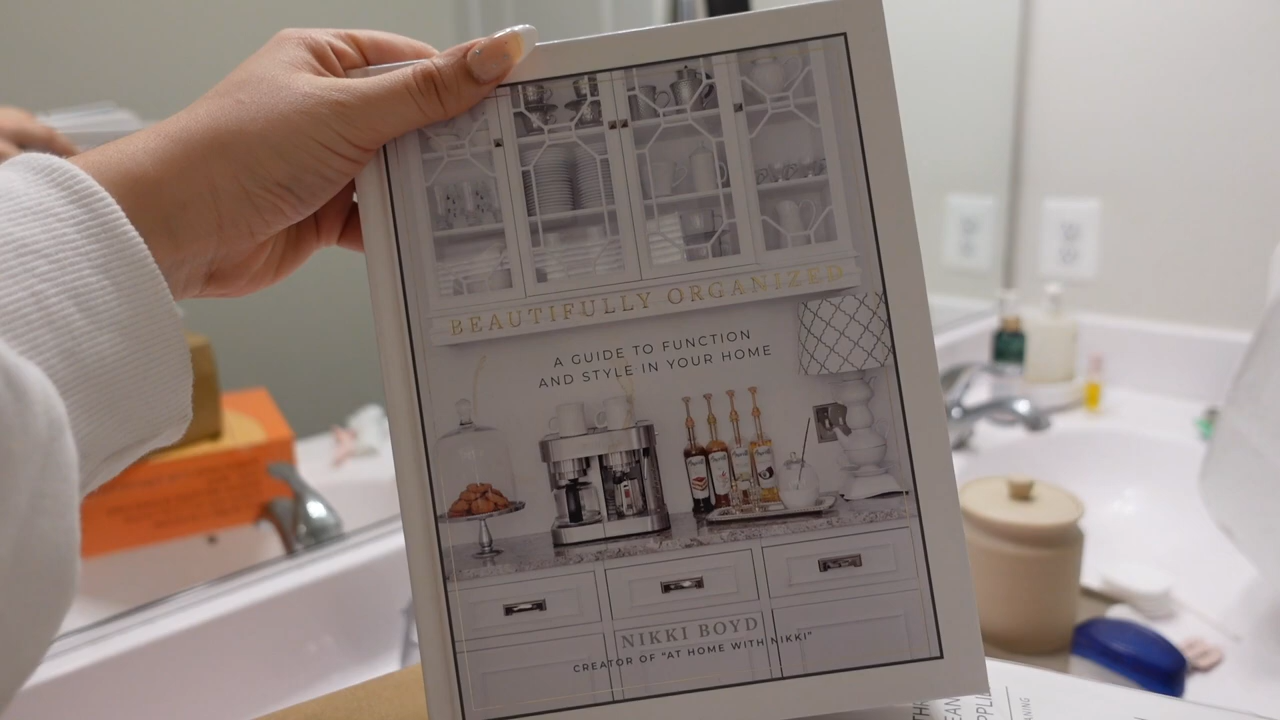 BEAUTIFULLY ORGANIZED
A GUIDE TO FUNCTION
AND STYLE IN YOUR HOME
NIKKI BOYD
CREATOR OF "AT HOME WITH NIKKI"